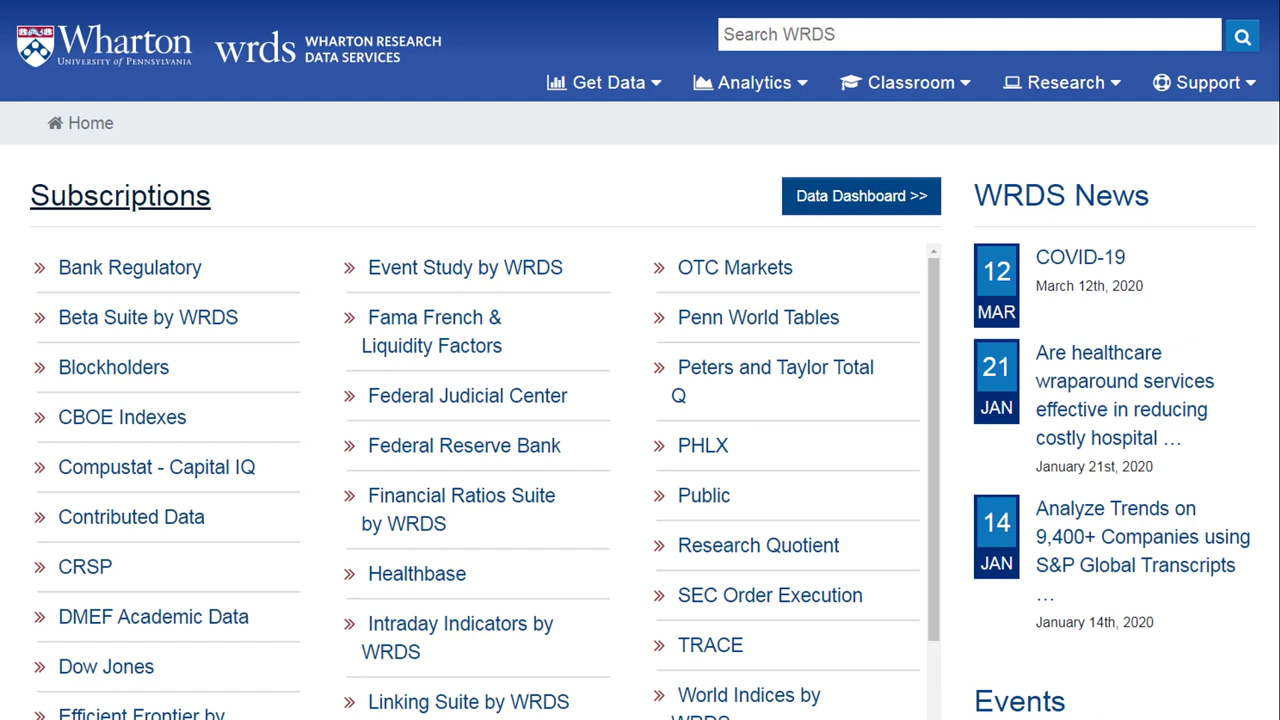 Wharton
UNIVERSITY of PENNSYLVANIA
wrds
WHARTON RESEARCH
DATA SERVICES
Search WRDS
Get Data
Analytics
Classroom
Research
Support
Home
Subscriptions
Data Dashboard >>
Bank Regulatory
Beta Suite by WRDS
Blockholders
CBOE Indexes
Compustat - Capital IQ
Contributed Data
CRSP
DMEF Academic Data
Dow Jones
Efficient Frontier by
Event Study by WRDS
Fama French &
Liquidity Factors
Federal Judicial Center
Federal Reserve Bank
Financial Ratios Suite
by WRDS
Healthbase
Intraday Indicators by
WRDS
Linking Suite by WRDS
OTC Markets
Penn World Tables
Peters and Taylor Total
Q
PHLX
Public
Research Quotient
SEC Order Execution
TRACE
World Indices by
WRDS
WRDS News
12
MAR
COVID-19
March 12th, 2020
21
JAN
Are healthcare
wraparound services
effective in reducing
costly hospital …
January 21st, 2020
14
JAN
Analyze Trends on
9,400+ Companies using
S&P Global Transcripts
…
January 14th, 2020
Events